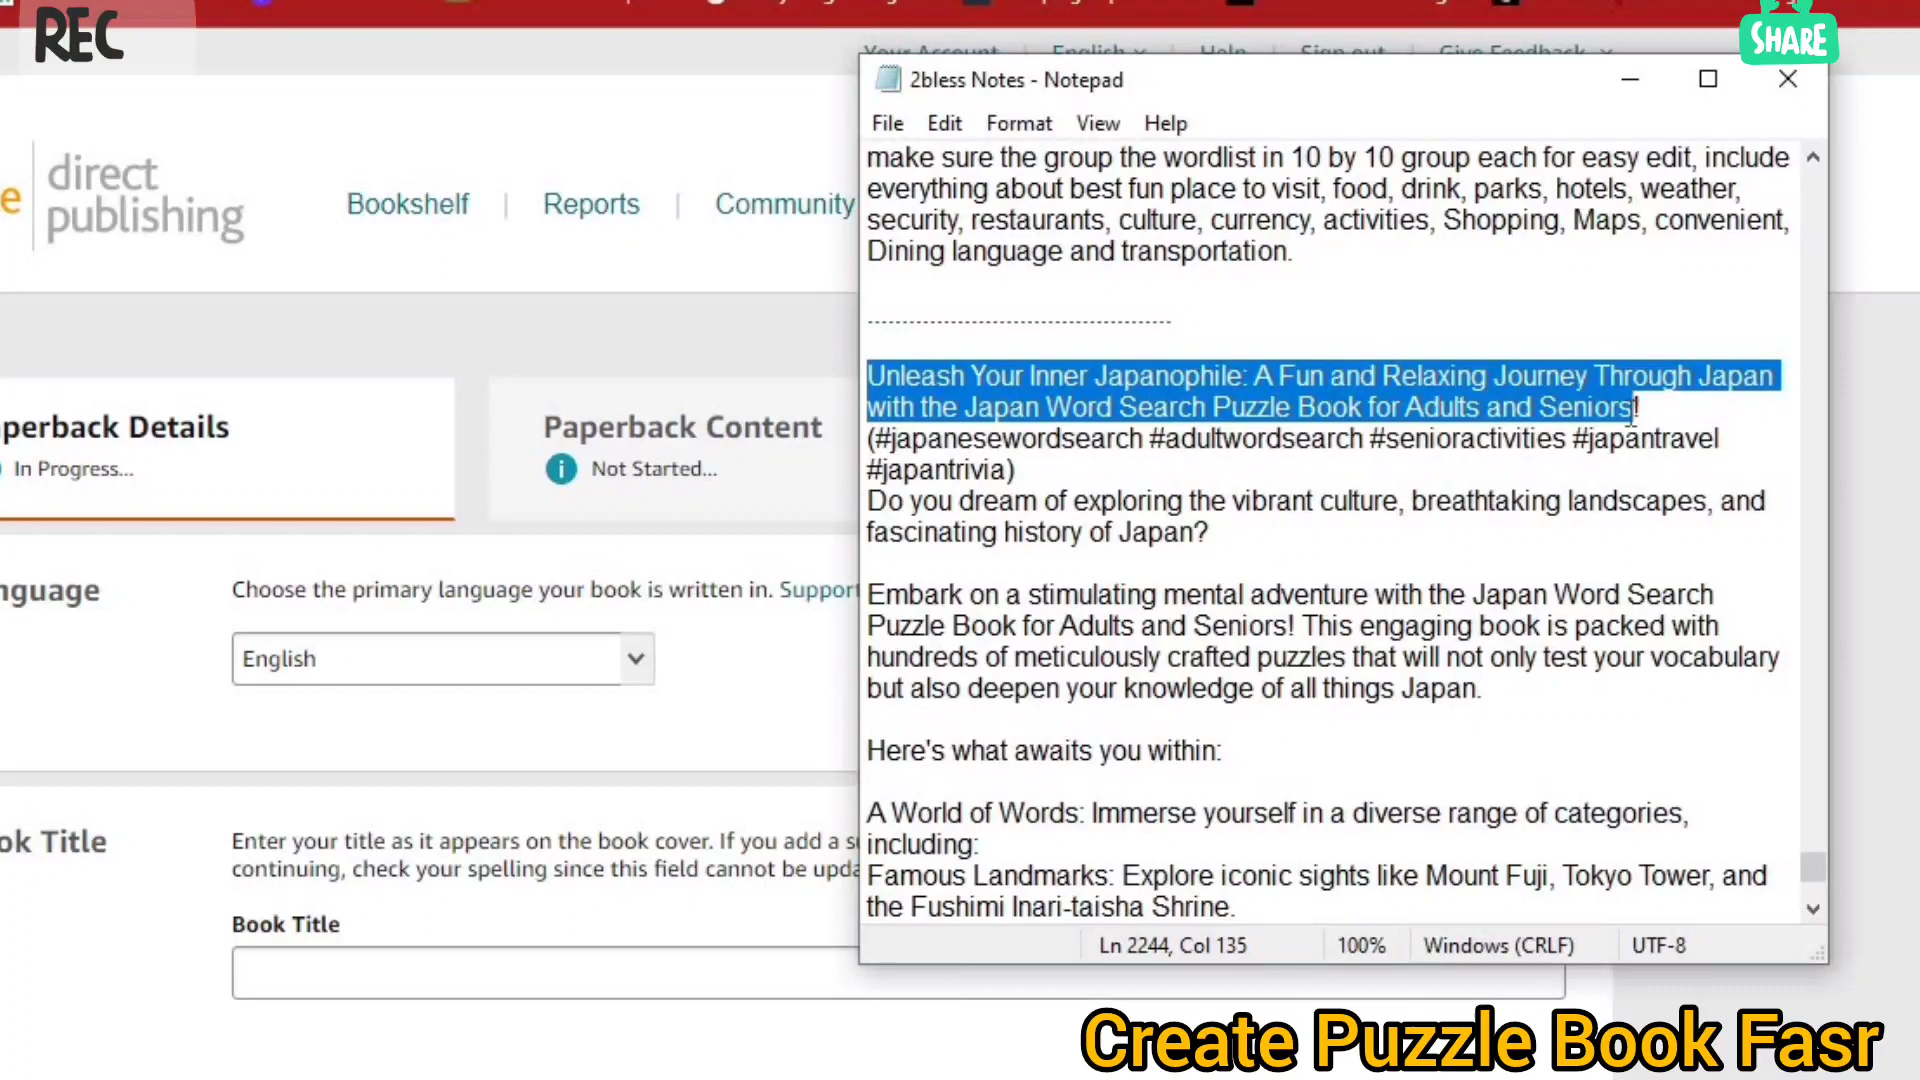 REC
SHARE
Your Account English Help Sign out Give Feedback
e direct
publishing
Bookshelf Reports Community
perback Details
In Progress...
Paperback Content
Not Started...
nguage
Choose the primary language your book is written in. Support
English
ok Title
Enter your title as it appears on the book cover. If you add a su
continuing, check your spelling since this field cannot be upda
Book Title
2bless Notes - Notepad
File Edit Format View Help
make sure the group the wordlist in 10 by 10 group each for easy edit, include
everything about best fun place to visit, food, drink, parks, hotels, weather,
security, restaurants, culture, currency, activities, Shopping, Maps, convenient,
Dining language and transportation.
-------------------------------------------
Unleash Your Inner Japanophile: A Fun and Relaxing Journey Through Japan
with the Japan Word Search Puzzle Book for Adults and Seniors!
(#japanesewordsearch #adultwordsearch #senioractivities #japantravel
#japantrivia)
Do you dream of exploring the vibrant culture, breathtaking landscapes, and
fascinating history of Japan?
Embark on a stimulating mental adventure with the Japan Word Search
Puzzle Book for Adults and Seniors! This engaging book is packed with
hundreds of meticulously crafted puzzles that will not only test your vocabulary
but also deepen your knowledge of all things Japan.
Here's what awaits you within:
A World of Words: Immerse yourself in a diverse range of categories,
including:
Famous Landmarks: Explore iconic sights like Mount Fuji, Tokyo Tower, and
the Fushimi Inari-taisha Shrine.
Ln 2244, Col 135 100% Windows (CRLF) UTF-8
Create Puzzle Book Fasr